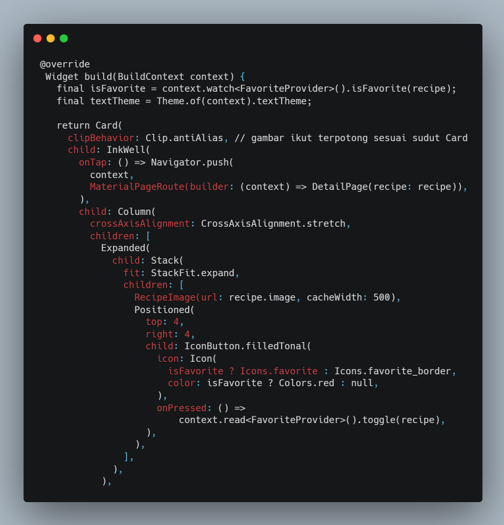 @override
Widget build(BuildContext context) {
final isFavorite = context.watch<FavoriteProvider>().isFavorite(recipe);
final textTheme = Theme.of(context).textTheme;
return Card(
clipBehavior: Clip.antiAlias, // gambar ikut terpotong sesuai sudut Card
child: InkWell(
onTap: () => Navigator.push(
context,
MaterialPageRoute(builder: (context) => DetailPage(recipe: recipe)),
),
child: Column(
crossAxisAlignment: CrossAxisAlignment.stretch,
children: [
Expanded(
child: Stack(
fit: StackFit.expand,
children: [
RecipeImage(url: recipe.image, cacheWidth: 500),
Positioned(
top: 4,
right: 4,
child: IconButton.filledTonal(
icon: Icon(
isFavorite ? Icons.favorite : Icons.favorite_border,
color: isFavorite ? Colors.red : null,
),
onPressed: () =>
context.read<FavoriteProvider>().toggle(recipe),
),
),
],
),
),